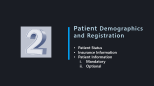 2
Patient Demographics
and Registration
• Patient Status
• Insurance Information
• Patient Information
i. Mandatory
ii. Optional